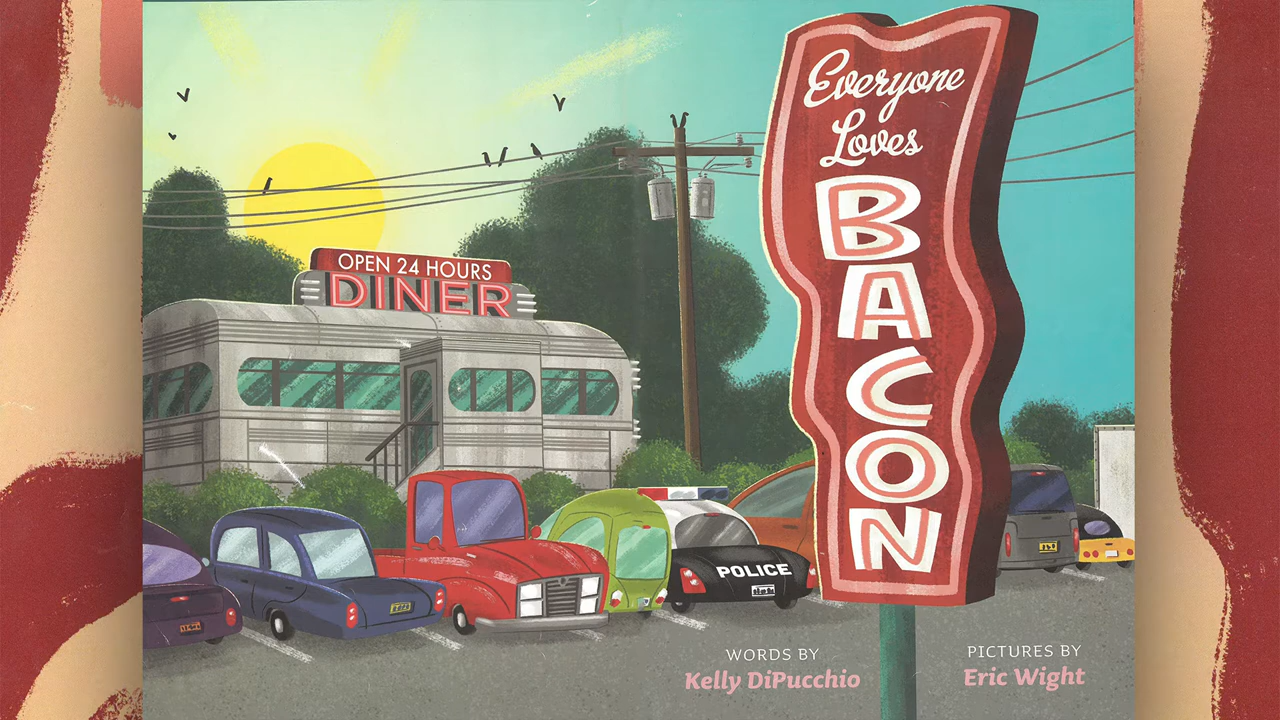 Everyone
Loves
BACON
OPEN 24 HOURS
DINER
POLICE
WORDS BY
Kelly DiPucchio
PICTURES BY
Eric Wight